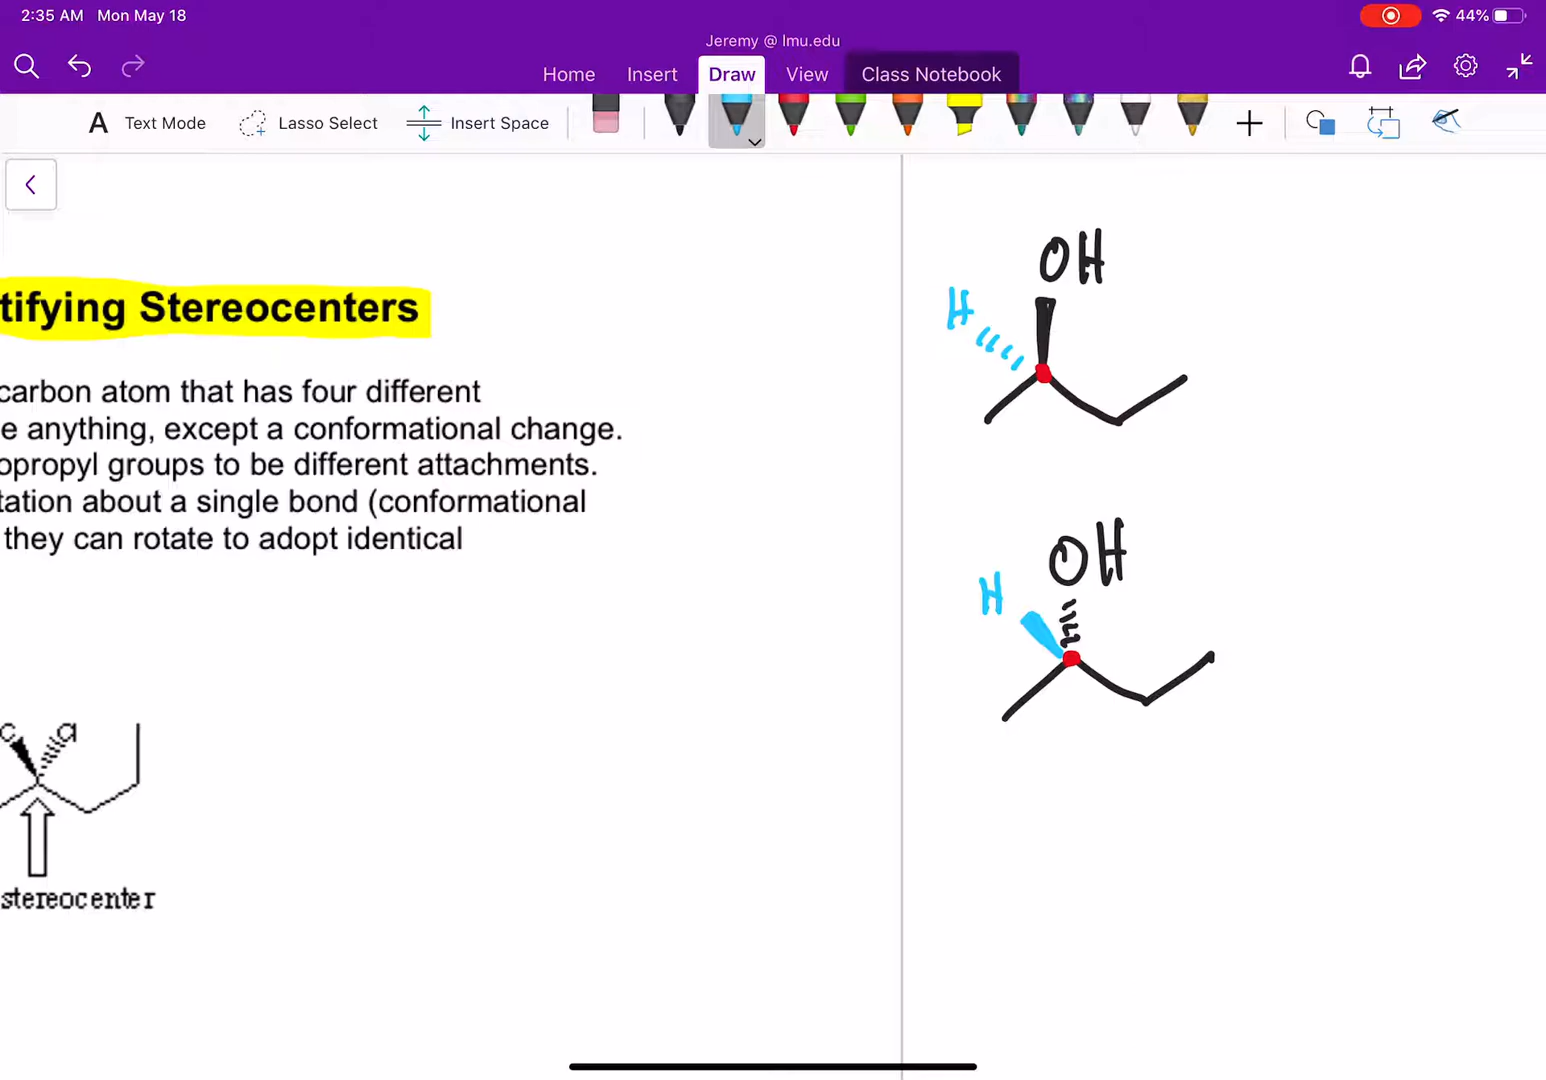 2:35 AM Mon May 18
44%
Jeremy @ lmu.edu
Home Insert Draw View Class Notebook
A Text Mode Lasso Select Insert Space
OH
H
tifying Stereocenters
carbon atom that has four different
e anything, except a conformational change.
opropyl groups to be different attachments.
tation about a single bond (conformational
they can rotate to adopt identical
OH
H
c a
stereocenter